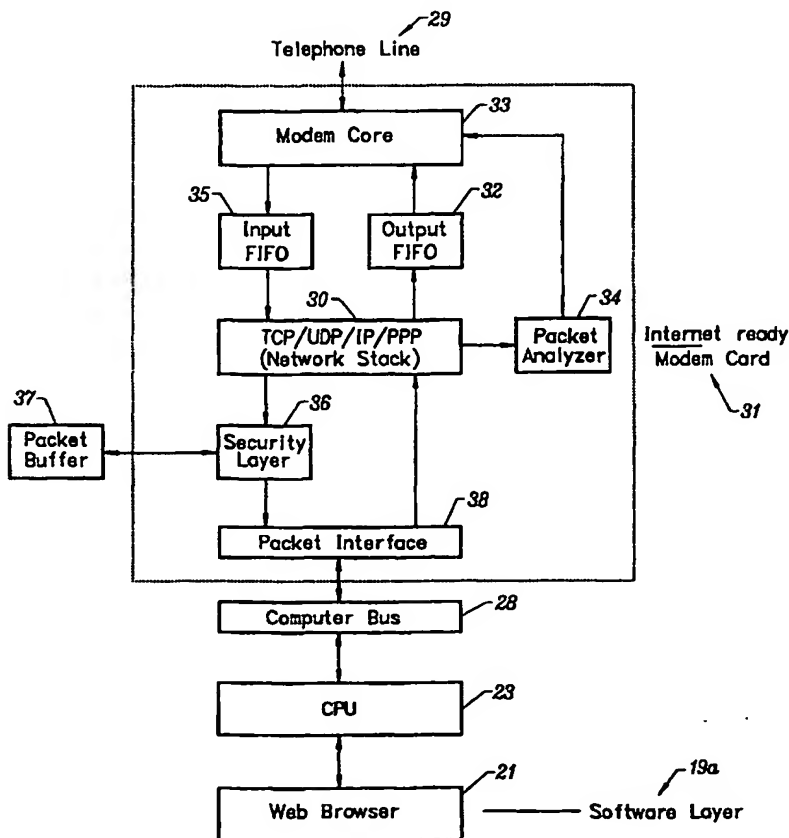 29
Telephone Line
33
Modem Core
35
32
Input
FIFO
Output
FIFO
30
34
TCP/UDP/IP/PPP
(Network Stack)
Packet
Analyzer
Internet ready
Modem Card
31
37
36
Packet
Buffer
Security
Layer
38
Packet Interface
28
Computer Bus
23
CPU
21
19a
Web Browser
Software Layer